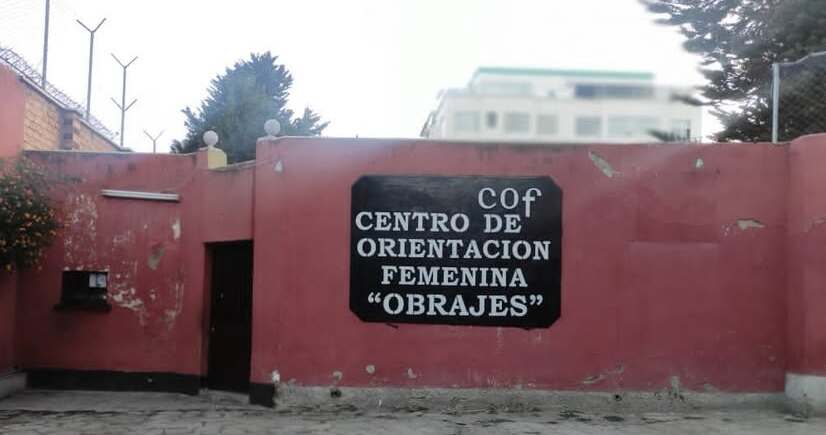 COf
CENTRO DE
ORIENTACION
FEMENINA
“OBRAJES”